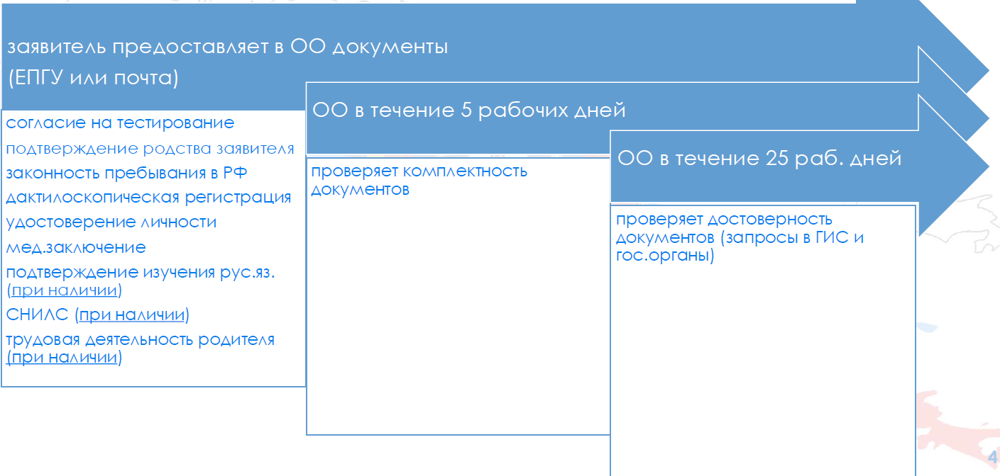 заявитель предоставляет в ОО документы
(ЕПГУ или почта)
согласие на тестирование
подтверждение родства заявителя
законность пребывания в РФ
дактилоскопическая регистрация
удостоверение личности
мед.заключение
подтверждение изучения рус.яз.
(при наличии)
СНИЛС (при наличии)
трудовая деятельность родителя
(при наличии)
ОО в течение 5 рабочих дней
проверяет комплектность
документов
ОО в течение 25 раб. дней
проверяет достоверность
документов (запросы в ГИС и
гос.органы)
4